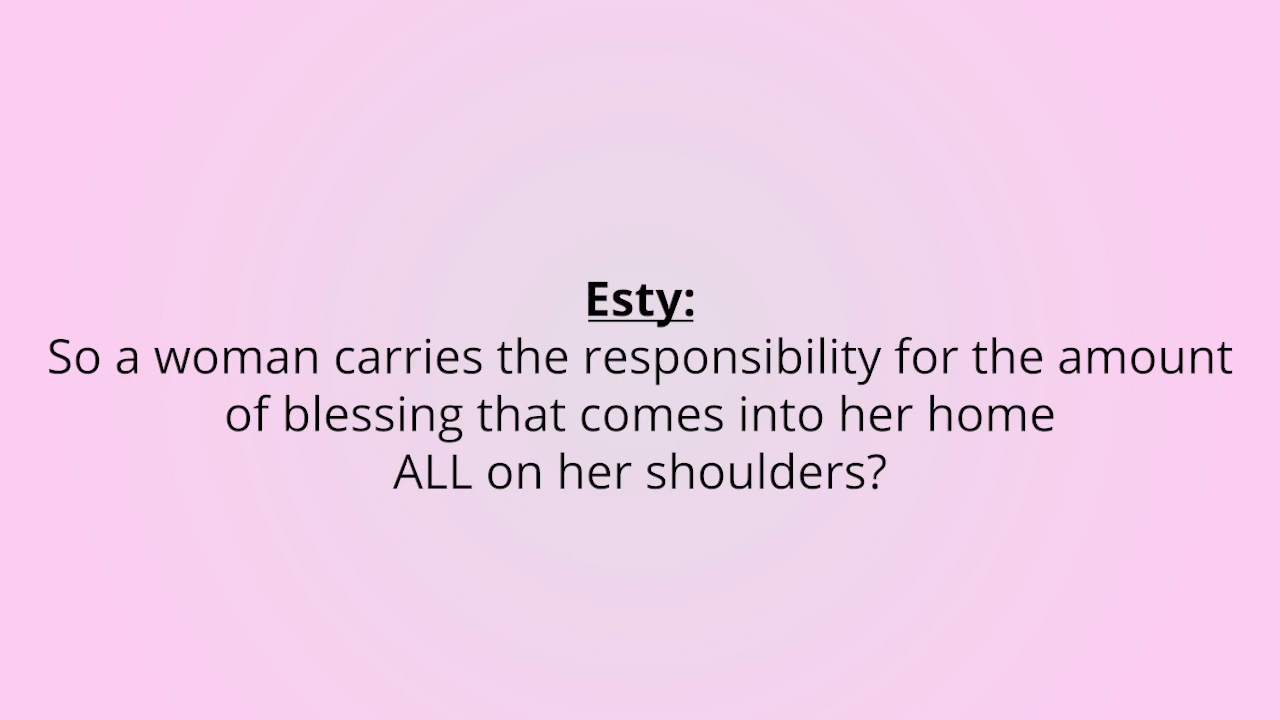 Esty:
So a woman carries the responsibility for the amount
of blessing that comes into her home
ALL on her shoulders?